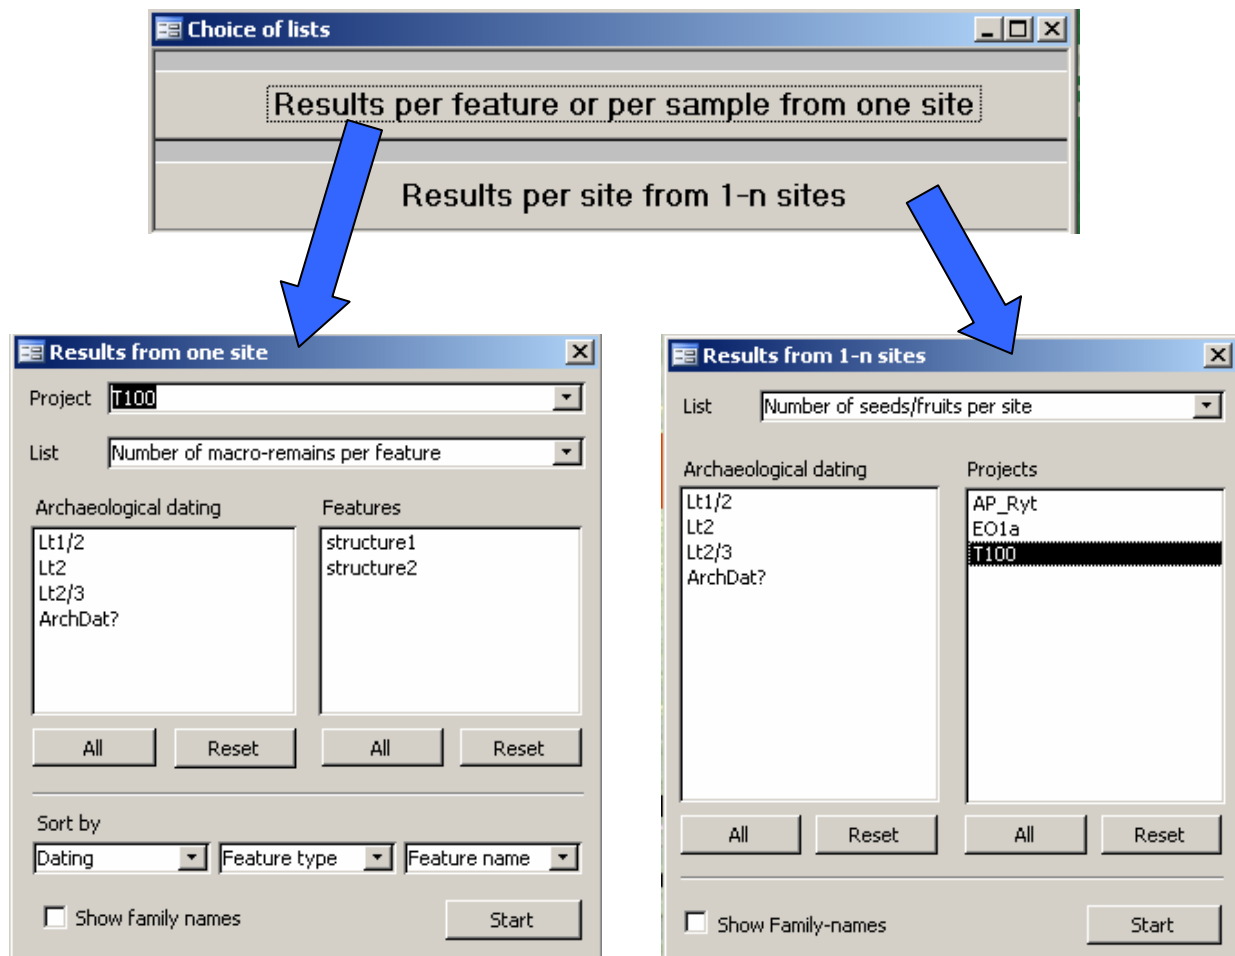 Choice of lists
Results per feature or per sample from one site
Results per site from 1-n sites
Results from one site
Project T100
List Number of macro-remains per feature
Archaeological dating Features
Lt1/2 structure1
Lt2 structure2
Lt2/3
ArchDat?
All Reset All Reset
Sort by
Dating Feature type Feature name
Show family names Start
Results from 1-n sites
List Number of seeds/fruits per site
Archaeological dating Projects
Lt1/2 AP_Ryt
Lt2 EO1a
Lt2/3 T100
ArchDat?
All Reset All Reset
Show Family-names Start